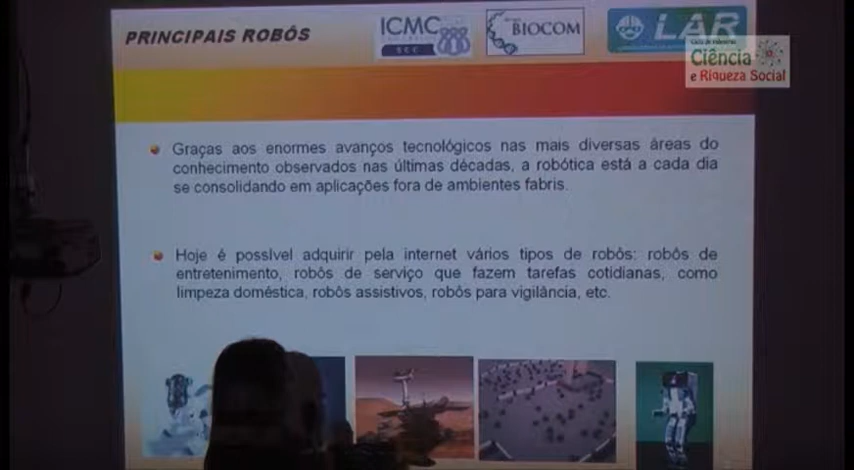 PRINCIPAIS ROBÔS
ICMC
SCC
BIOCOM
LAR
Ciência
e Riqueza Social
Graças aos enormes avanços tecnológicos nas mais diversas áreas do
conhecimento observados nas últimas décadas, a robótica está a cada dia
se consolidando em aplicações fora de ambientes fabris.
Hoje é possível adquirir pela internet vários tipos de robôs: robôs de
entretenimento, robôs de serviço que fazem tarefas cotidianas, como
limpeza doméstica, robôs assistivos, robôs para vigilância, etc.